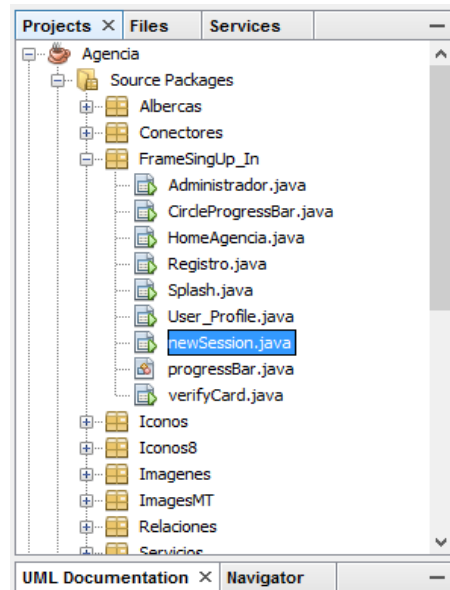 Projects × Files Services
Agencia
Source Packages
Albercas
Conectores
FrameSingUp_In
Administrador.java
CircleProgressBar.java
HomeAgencia.java
Registro.java
Splash.java
User_Profile.java
newSession.java
progressBar.java
verifyCard.java
Iconos
Iconos8
Imagenes
ImagesMT
Relaciones
Servicios
UML Documentation × Navigator